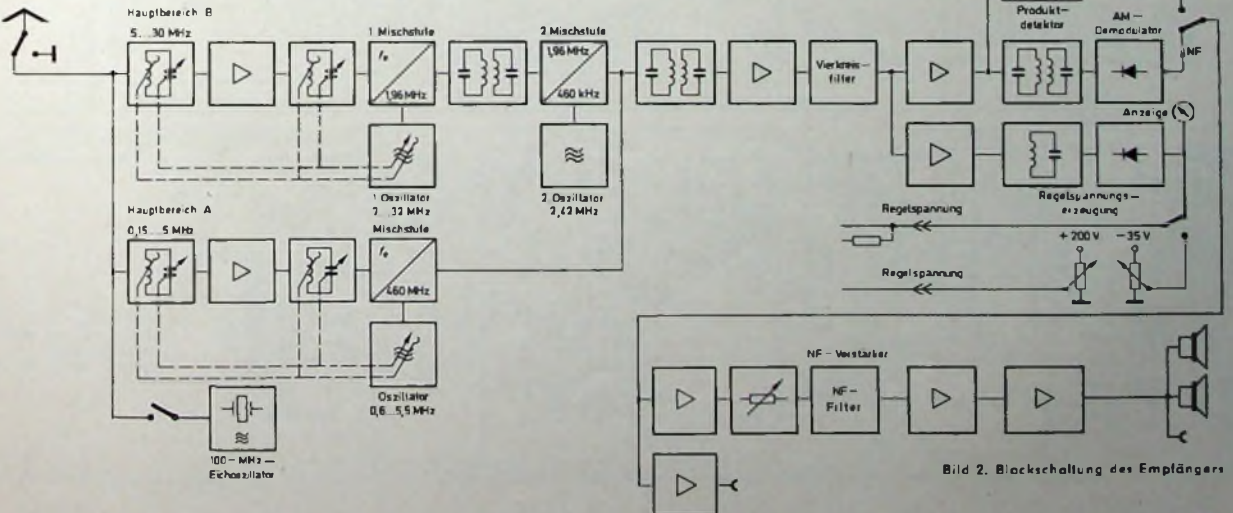 Hauptbereich B
5...30 MHz
1 Mischstufe
fe
1,96 MHz
2 Mischstufe
1,96 MHz
460 kHz
Vierkreis-
filter
Produkt-
detektor
AM-
Demodulator
NF
Anzeige
1 Oszillator
7...32 MHz
2. Oszillator
2,42 MHz
Regelspannungs-
erzeugung
Hauptbereich A
0,15...5 MHz
Mischstufe
fe
460 MHz
Oszillator
0,6...5,5 MHz
Regelspannung
+200 V
-35 V
Regelspannung
100-MHz-
Eichoszillator
NF-Verstärker
NF-
Filter
Bild 2. Blockschaltung des Empfängers